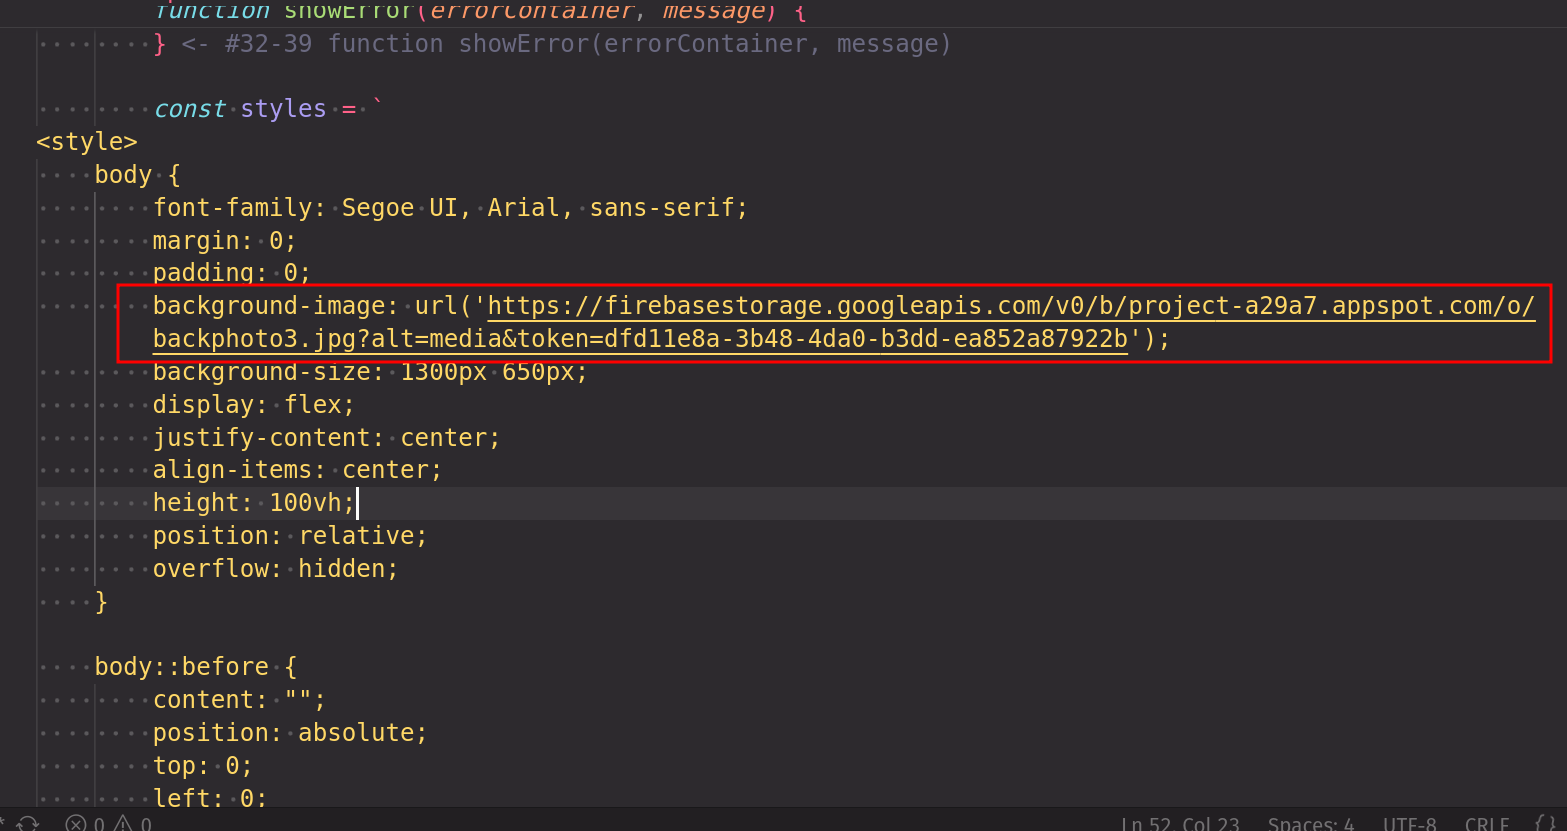 function showError(errorContainer, message) {
} <- #32-39 function showError(errorContainer, message)
const styles = `
<style>
body {
font-family: Segoe UI, Arial, sans-serif;
margin: 0;
padding: 0;
background-image: url('https://firebasestorage.googleapis.com/v0/b/project-a29a7.appspot.com/o/
backphoto3.jpg?alt=media&token=dfd11e8a-3b48-4da0-b3dd-ea852a87922b');
background-size: 1300px 650px;
display: flex;
justify-content: center;
align-items: center;
height: 100vh;
position: relative;
overflow: hidden;
}
body::before {
content: "";
position: absolute;
top: 0;
left: 0;
* 0 0 Ln 52, Col 23 Spaces: 4 UTF-8 CRLF {}